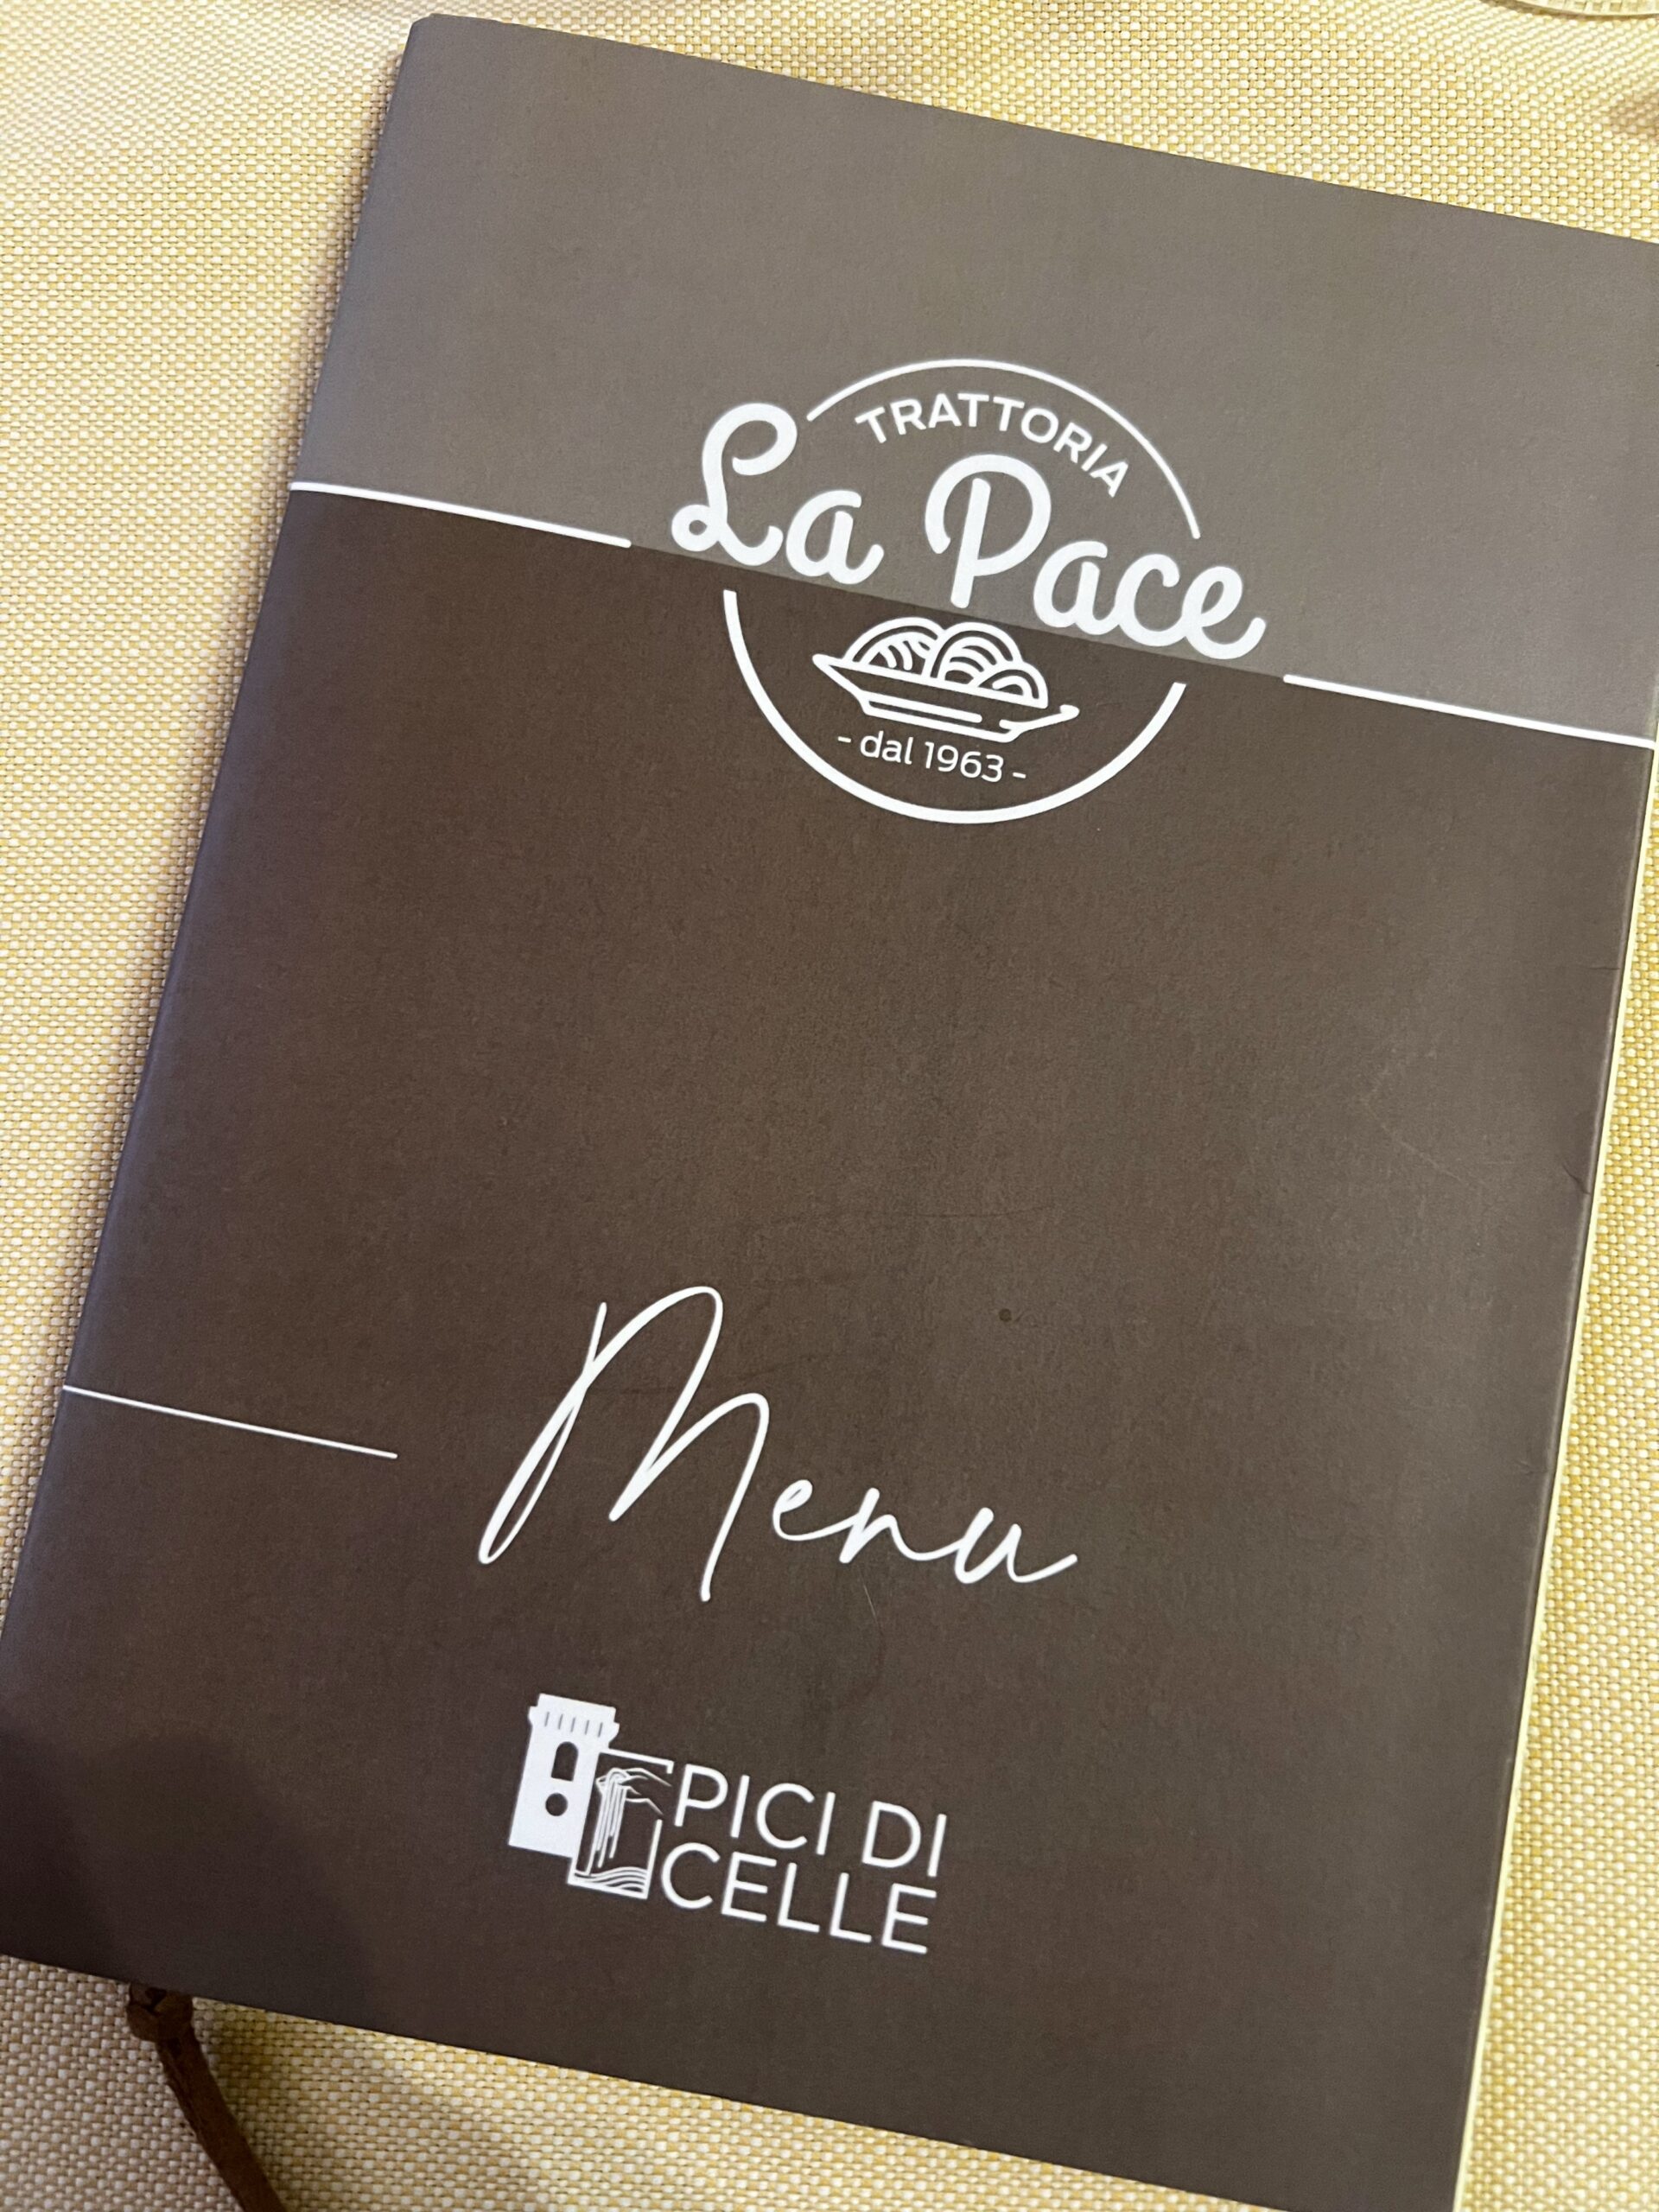 TRATTORIA
La Pace
- dal 1963 -
Menu
PICI DI
CELLE